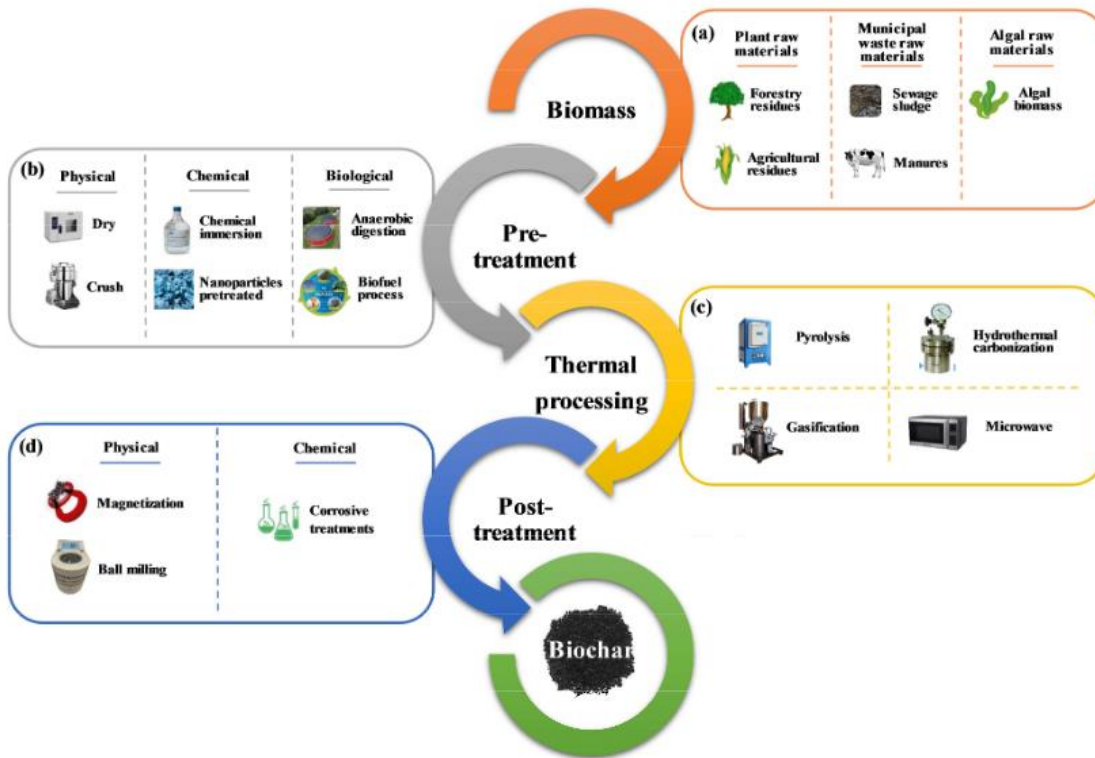 (a)
Plant raw
materials
Municipal
waste raw
materials
Algal raw
materials
Forestry
residues
Sewage
sludge
Algal
biomass
Agricultural
residues
Manures
Biomass
(b)
Physical
Chemical
Biological
Dry
Chemical
immersion
Anaerobic
digestion
Crush
Nanoparticles
pretreated
Biofuel
process
Pre-
treatment
(c)
Pyrolysis
Hydrothermal
carbonization
Gasification
Microwave
Thermal
processing
(d)
Physical
Chemical
Magnetization
Corrosive
treatments
Ball milling
Post-
treatment
Biochar